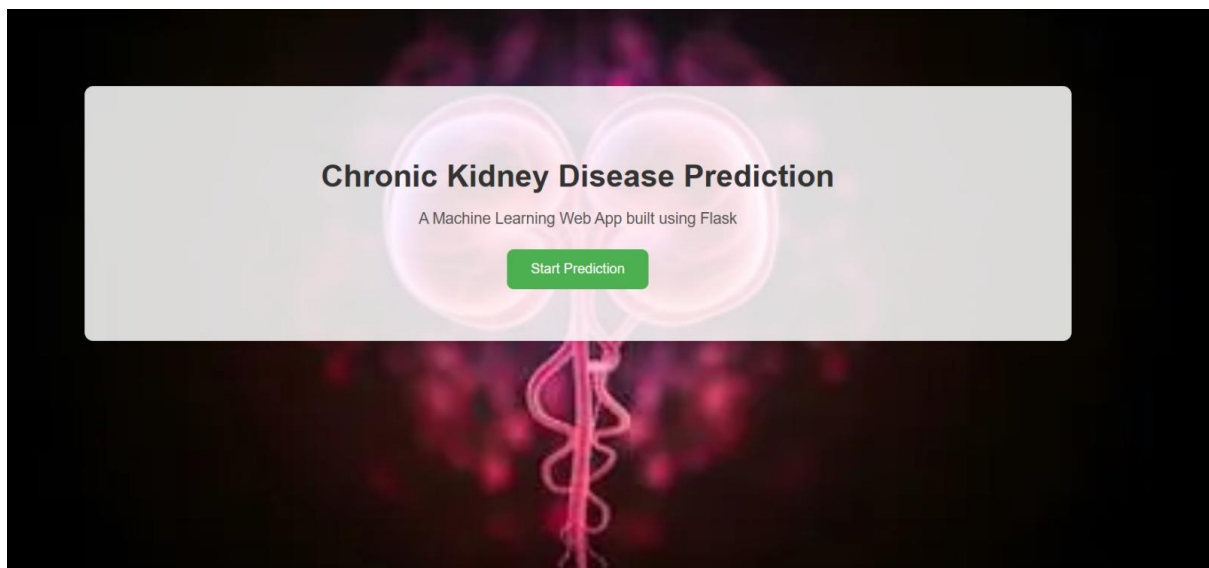 Chronic Kidney Disease Prediction
A Machine Learning Web App built using Flask
Start Prediction